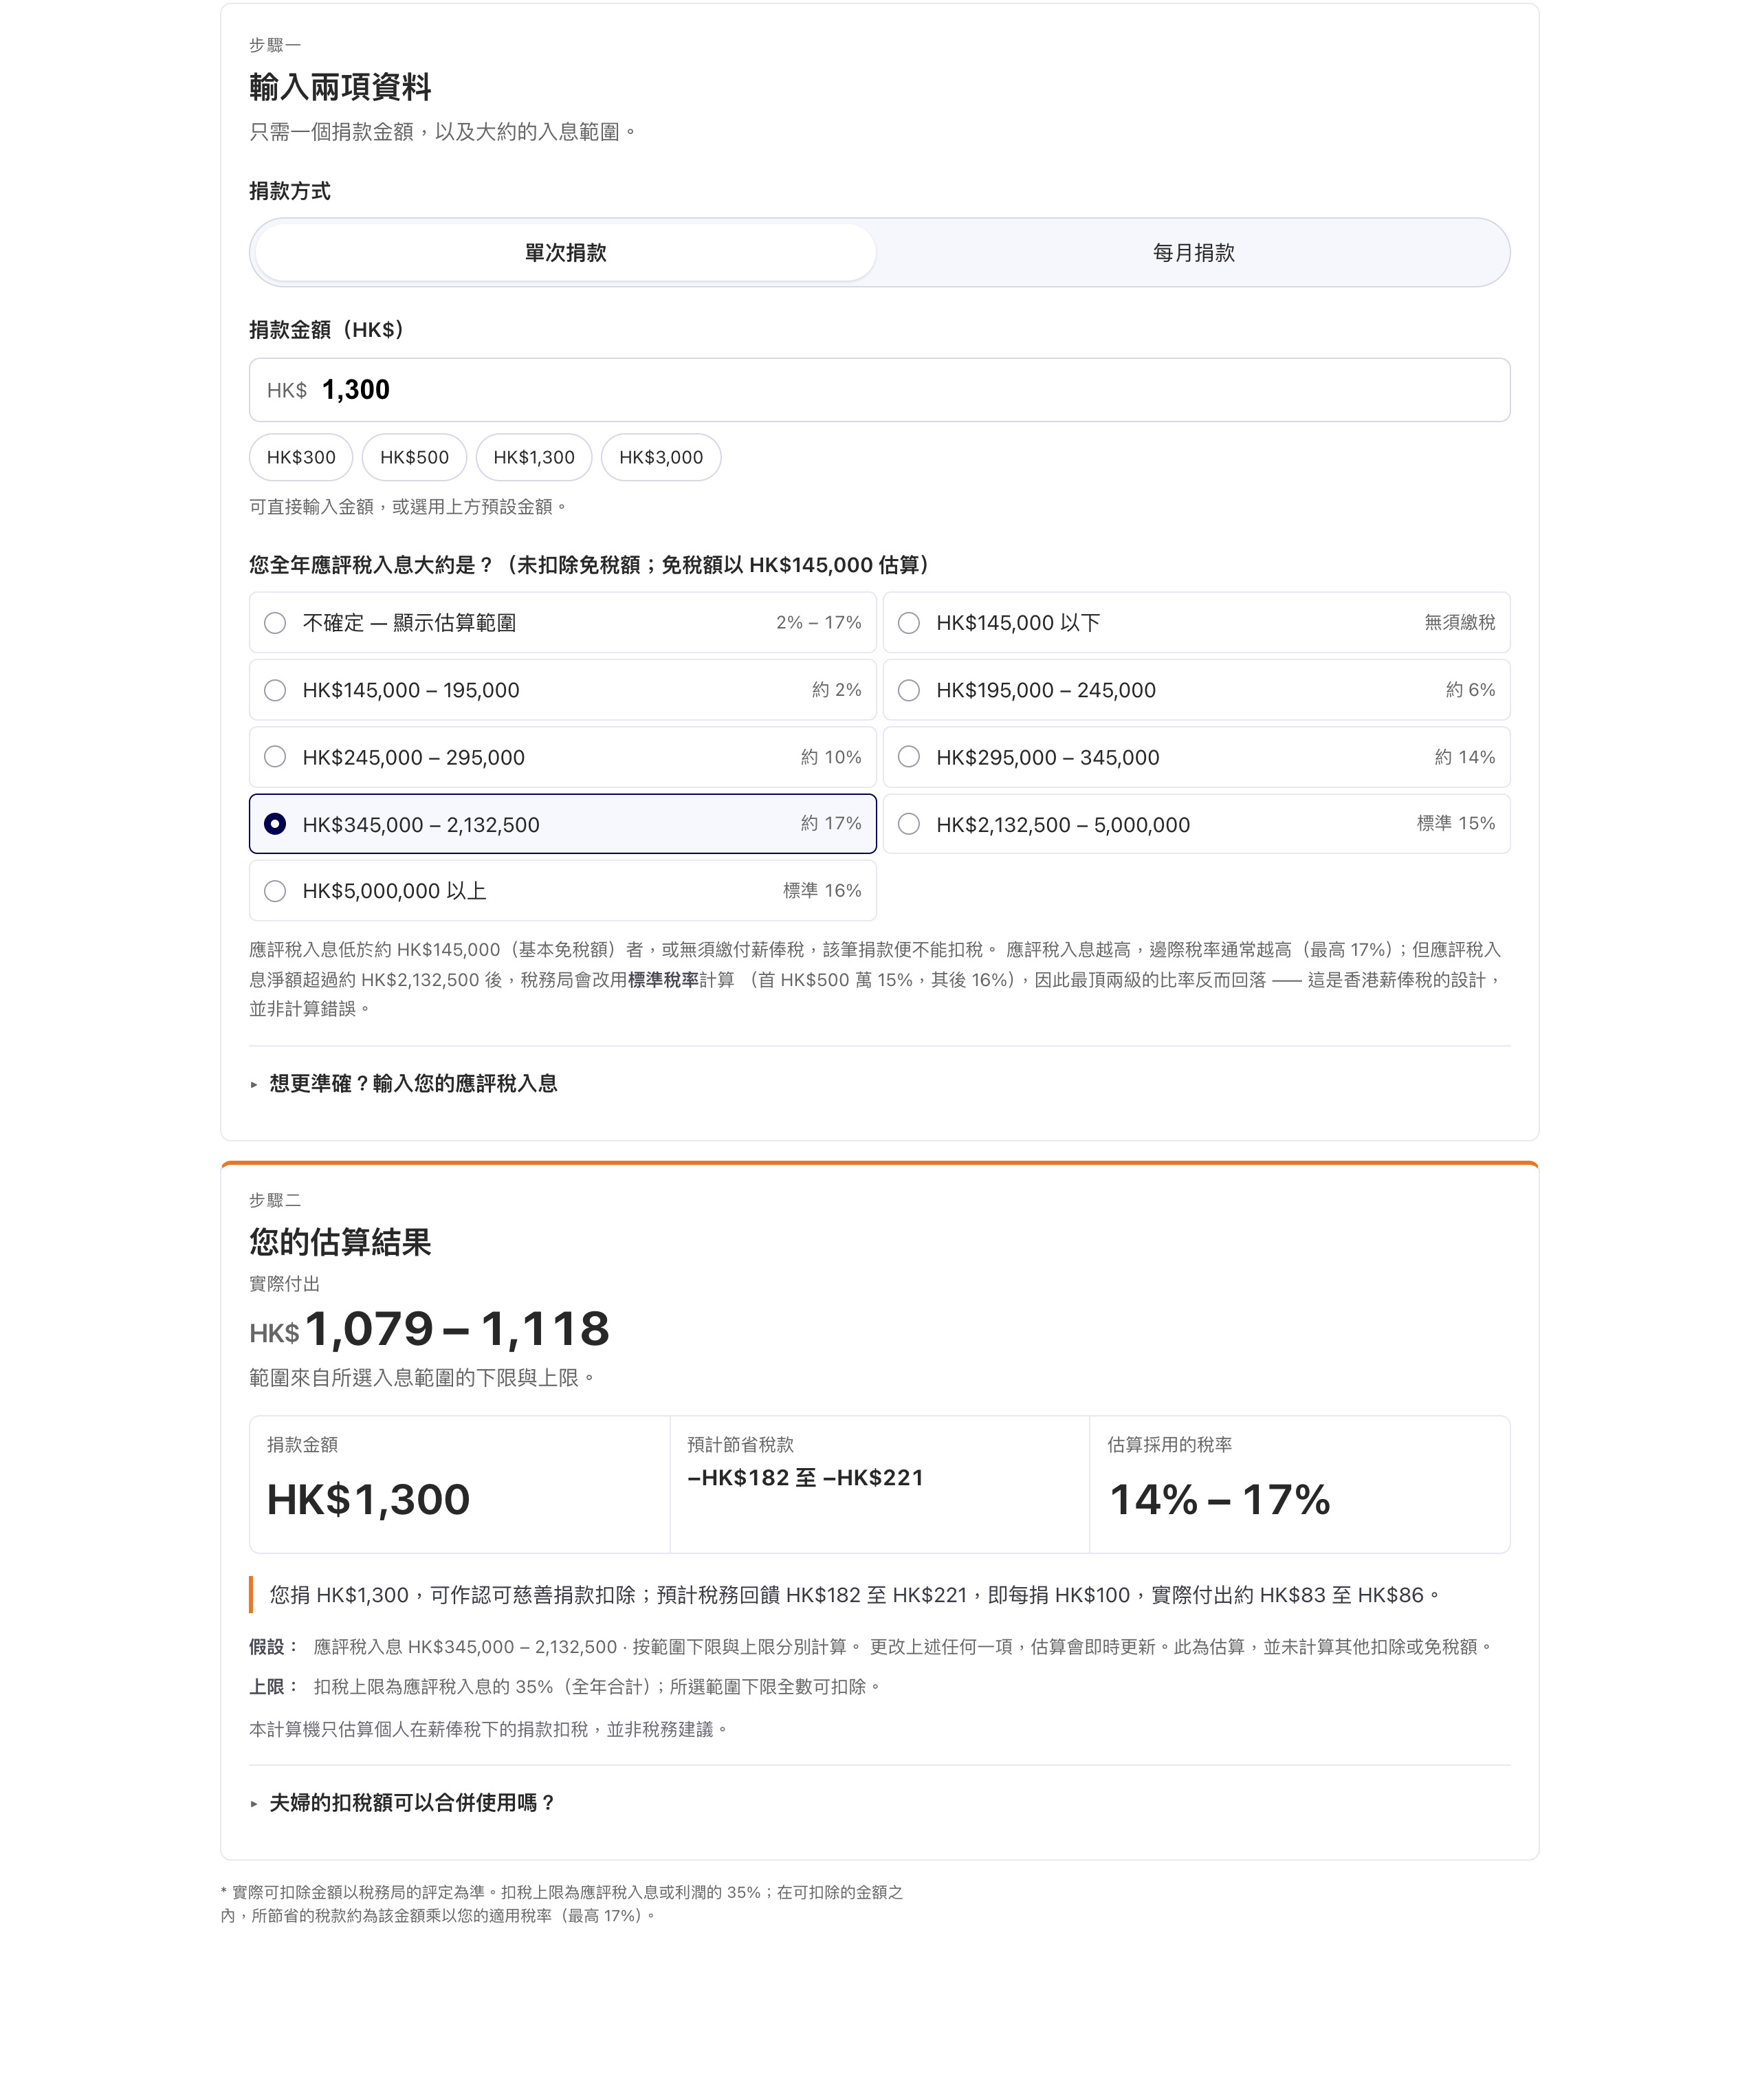 步驟一
輸入兩項資料
只需一個捐款金額，以及大約的入息範圍。
捐款方式
單次捐款
每月捐款
捐款金額（HK$）
HK$ 1,300
HK$300
HK$500
HK$1,300
HK$3,000
可直接輸入金額，或選用上方預設金額。
您全年應評稅入息大約是？（未扣除免稅額；免稅額以 HK$145,000 估算）
不確定 — 顯示估算範圍 2% – 17%
HK$145,000 以下 無須繳稅
HK$145,000 – 195,000 約 2%
HK$195,000 – 245,000 約 6%
HK$245,000 – 295,000 約 10%
HK$295,000 – 345,000 約 14%
HK$345,000 – 2,132,500 約 17%
HK$2,132,500 – 5,000,000 標準 15%
HK$5,000,000 以上 標準 16%
應評稅入息低於約 HK$145,000（基本免稅額）者，或無須繳付薪俸稅，該筆捐款便不能扣稅。 應評稅入息越高，邊際稅率通常越高（最高 17%）；但應評稅入
息淨額超過約 HK$2,132,500 後，稅務局會改用標準稅率計算 （首 HK$500 萬 15%，其後 16%），因此最頂兩級的比率反而回落 —— 這是香港薪俸稅的設計，
並非計算錯誤。
▸ 想更準確？輸入您的應評稅入息
步驟二
您的估算結果
實際付出
HK$ 1,079 – 1,118
範圍來自所選入息範圍的下限與上限。
捐款金額
HK$1,300
預計節省稅款
–HK$182 至 –HK$221
估算採用的稅率
14% – 17%
您捐 HK$1,300，可作認可慈善捐款扣除；預計稅務回饋 HK$182 至 HK$221，即每捐 HK$100，實際付出約 HK$83 至 HK$86。
假設： 應評稅入息 HK$345,000 – 2,132,500 · 按範圍下限與上限分別計算。 更改上述任何一項，估算會即時更新。此為估算，並未計算其他扣除或免稅額。
上限： 扣稅上限為應評稅入息的 35%（全年合計）；所選範圍下限全數可扣除。
本計算機只估算個人在薪俸稅下的捐款扣稅，並非稅務建議。
▸ 夫婦的扣稅額可以合併使用嗎？
* 實際可扣除金額以稅務局的評定為準。扣稅上限為應評稅入息或利潤的 35%；在可扣除的金額之
內，所節省的稅款約為該金額乘以您的適用稅率（最高 17%）。